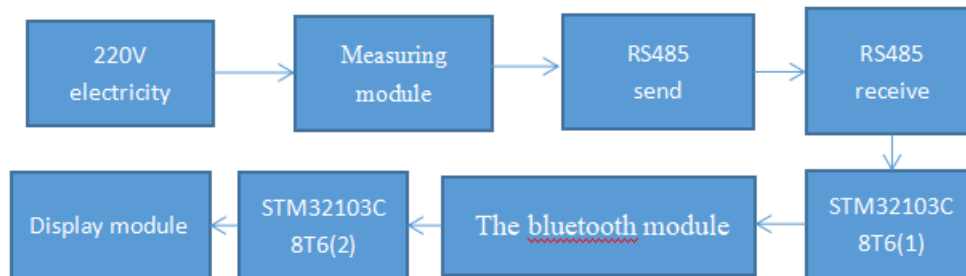 220V
electricity
Measuring
module
RS485
send
RS485
receive
STM32103C
8T6(1)
The bluetooth module
STM32103C
8T6(2)
Display module